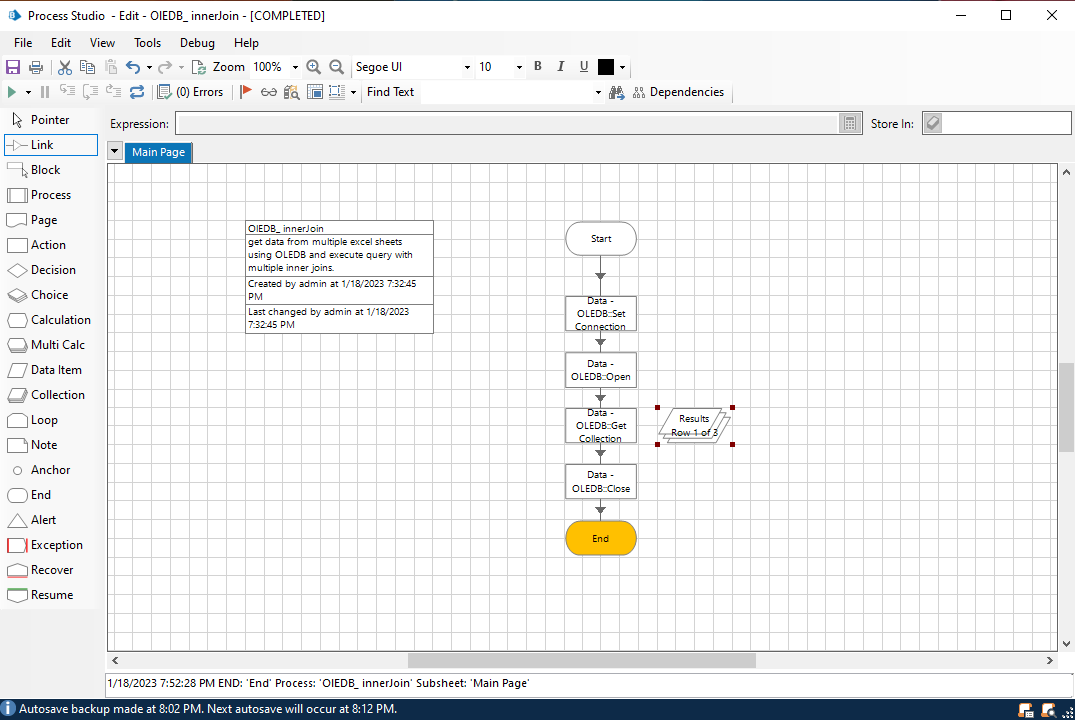 Process Studio - Edit - OIEDB_ innerJoin - [COMPLETED]
File Edit View Tools Debug Help
Zoom 100% Segoe UI 10 B I U
(0) Errors Find Text Dependencies
Pointer
Link
Block
Process
Page
Action
Decision
Choice
Calculation
Multi Calc
Data Item
Collection
Loop
Note
Anchor
End
Alert
Exception
Recover
Resume
Expression: Store In:
Main Page
OIEDB_ innerJoin
get data from multiple excel sheets
using OLEDB and execute query with
multiple inner joins.
Created by admin at 1/18/2023 7:32:45
PM
Last changed by admin at 1/18/2023
7:32:45 PM
Start
Data -
OLEDB::Set
Connection
Data -
OLEDB::Open
Data -
OLEDB::Get
Collection
Results
Row 1 of 3
Data -
OLEDB::Close
End
1/18/2023 7:52:28 PM END: 'End' Process: 'OIEDB_ innerJoin' Subsheet: 'Main Page'
Autosave backup made at 8:02 PM. Next autosave will occur at 8:12 PM.